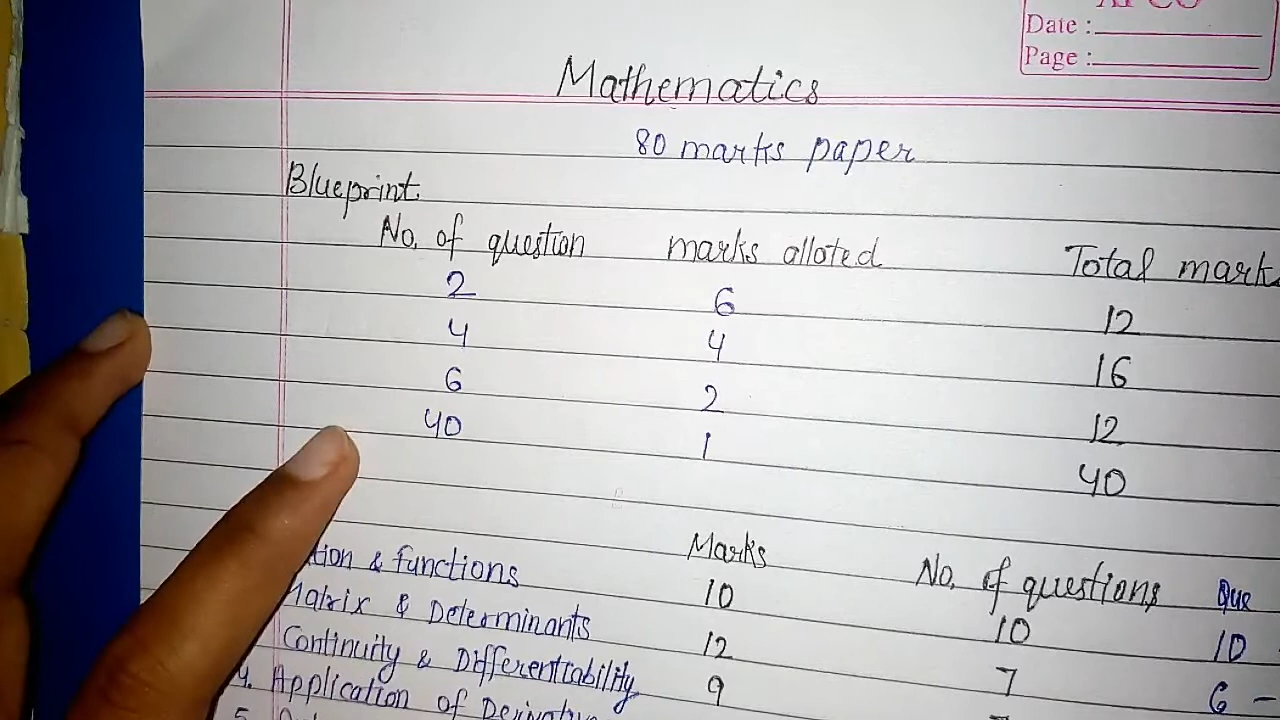 Date :
Page :
Mathematics
80 marks paper
Blueprint
No. of question marks alloted Total mark
2 6 12
4 4 16
6 2 12
40 1 40
Marks No. of questions Que
& functions 10 10 10
Matrix & Determinants 12 7 6 -
Continuity & Differentiability 9
4. Application of
5.